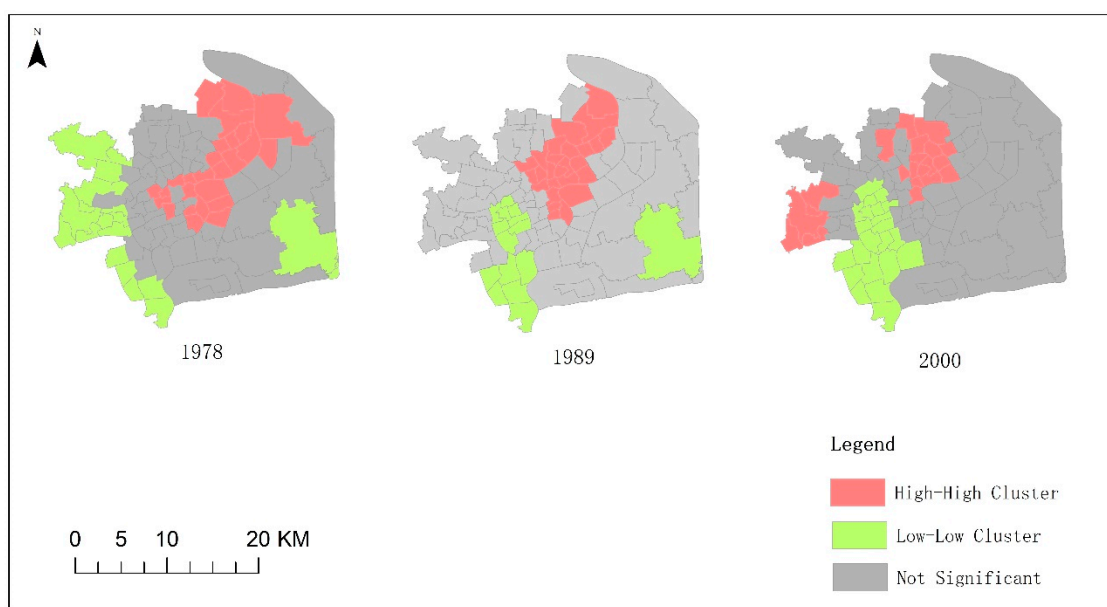 N
1978
1989
2000
Legend
High-High Cluster
Low-Low Cluster
Not Significant
0 5 10 20 KM